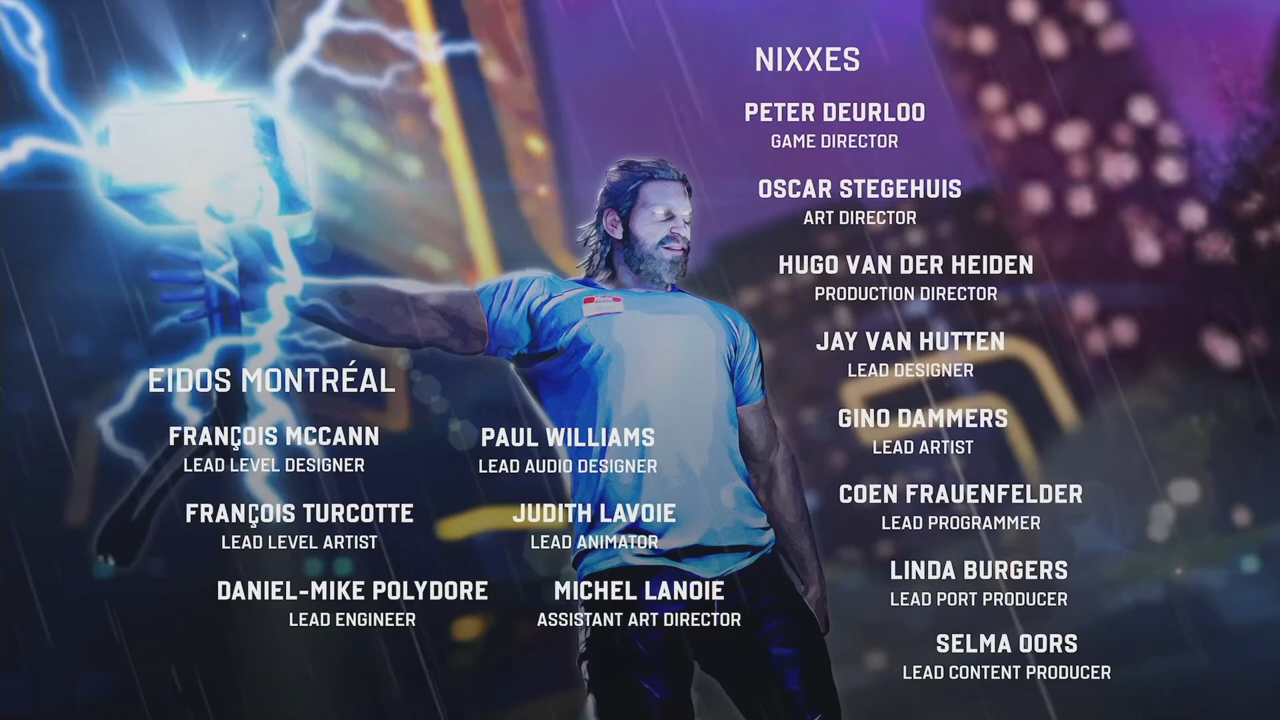 NIXXES
PETER DEURLOO
GAME DIRECTOR
OSCAR STEGEHUIS
ART DIRECTOR
HUGO VAN DER HEIDEN
PRODUCTION DIRECTOR
JAY VAN HUTTEN
LEAD DESIGNER
GINO DAMMERS
LEAD ARTIST
COEN FRAUENFELDER
LEAD PROGRAMMER
LINDA BURGERS
LEAD PORT PRODUCER
SELMA OORS
LEAD CONTENT PRODUCER
EIDOS MONTRÉAL
FRANÇOIS MCCANN
LEAD LEVEL DESIGNER
FRANÇOIS TURCOTTE
LEAD LEVEL ARTIST
DANIEL-MIKE POLYDORE
LEAD ENGINEER
PAUL WILLIAMS
LEAD AUDIO DESIGNER
JUDITH LAVOIE
LEAD ANIMATOR
MICHEL LANOIE
ASSISTANT ART DIRECTOR